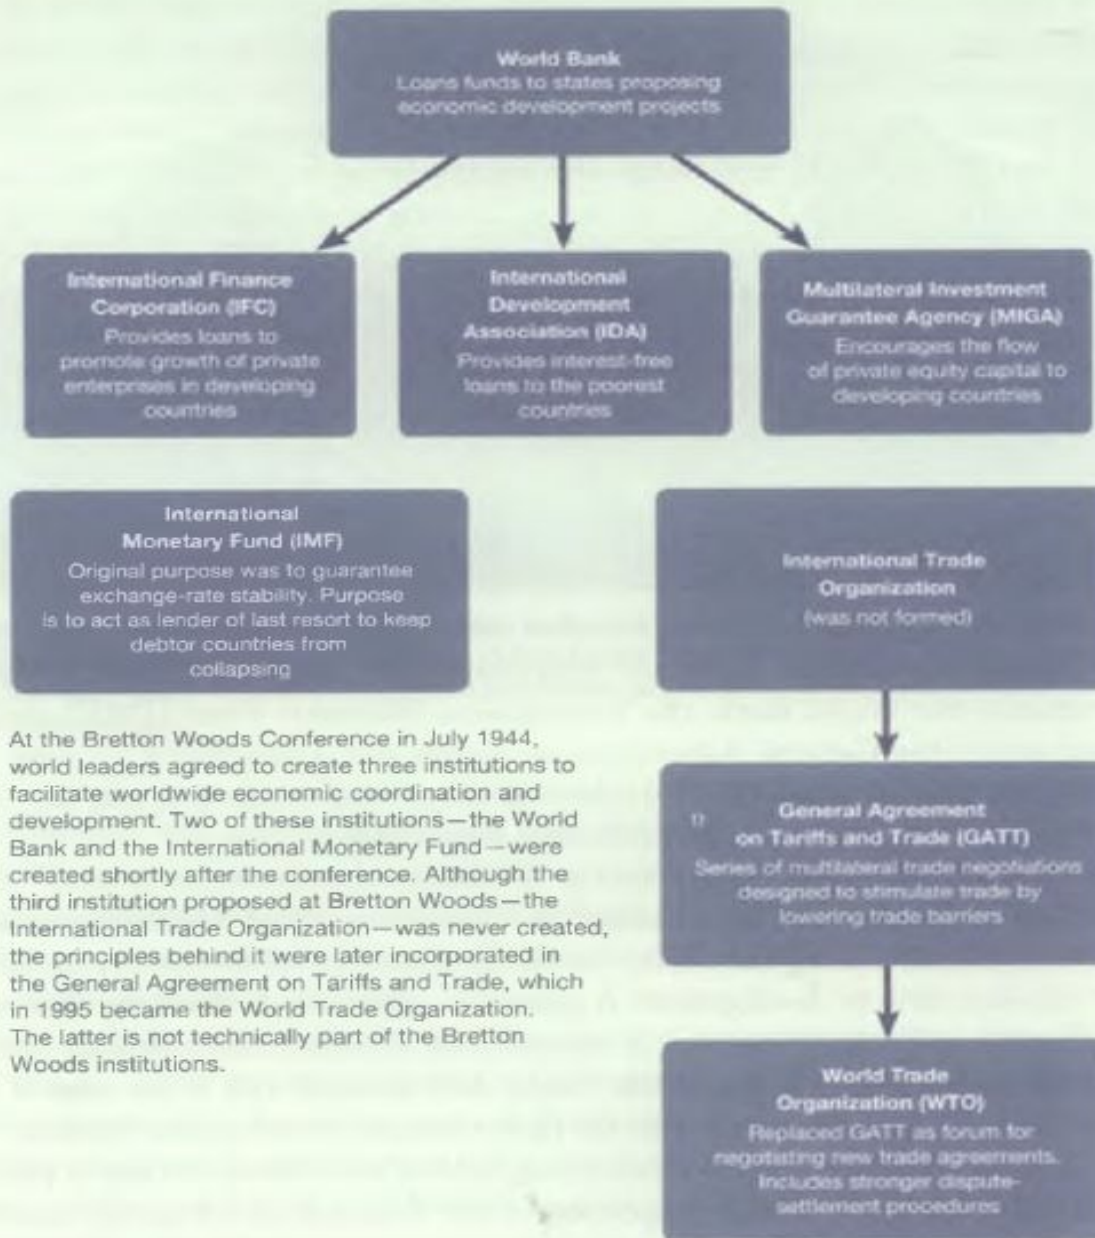 World Bank
Loans funds to states proposing
economic development projects
International Finance
Corporation (IFC)
Provides loans to
promote growth of private
enterprises in developing
countries
International
Development
Association (IDA)
Provides interest-free
loans to the poorest
countries
Multilateral Investment
Guarantee Agency (MIGA)
Encourages the flow
of private equity capital to
developing countries
International
Monetary Fund (IMF)
Original purpose was to guarantee
exchange-rate stability. Purpose
is to act as lender of last resort to keep
debtor countries from
collapsing
International Trade
Organization
(was not formed)
At the Bretton Woods Conference in July 1944,
world leaders agreed to create three institutions to
facilitate worldwide economic coordination and
development. Two of these institutions—the World
Bank and the International Monetary Fund—were
created shortly after the conference. Although the
third institution proposed at Bretton Woods—the
International Trade Organization—was never created,
the principles behind it were later incorporated in
the General Agreement on Tariffs and Trade, which
in 1995 became the World Trade Organization.
The latter is not technically part of the Bretton
Woods institutions.
General Agreement
on Tariffs and Trade (GATT)
Series of multilateral trade negotiations
designed to stimulate trade by
lowering trade barriers
World Trade
Organization (WTO)
Replaced GATT as forum for
negotiating new trade agreements.
Includes stronger dispute-
settlement procedures